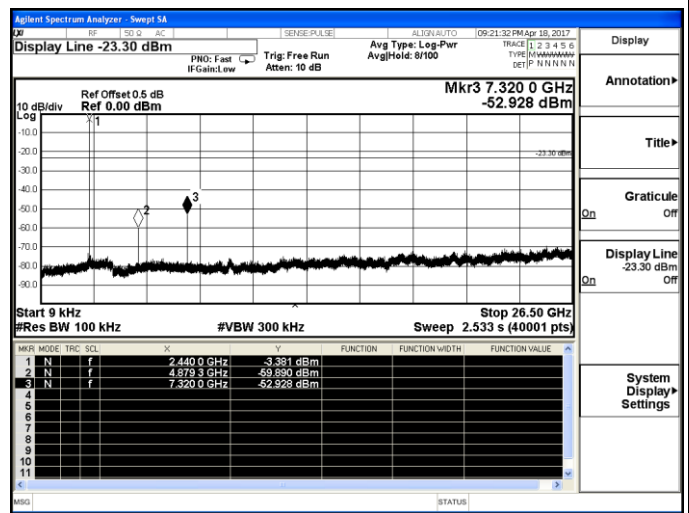 Agilent Spectrum Analyzer - Swept SA
RF 50 Ω AC SENSE:PULSE ALIGN AUTO 09:21:32 PM Apr 18, 2017
Display Line -23.30 dBm
PNO: Fast
IFGain:Low
Trig: Free Run
Atten: 10 dB
Avg Type: Log-Pwr
Avg|Hold: 8/100
TRACE 1 2 3 4 5 6
TYPE MWWWWW
DET P N N N N N
Ref Offset 0.5 dB
Ref 0.00 dBm
10 dB/div
Log
Mkr3 7.320 0 GHz
-52.928 dBm
1
-10.0
-20.0
-23.30 dBm
-30.0
-40.0
3
-50.0
2
-60.0
-70.0
-80.0
-90.0
Start 9 kHz Stop 26.50 GHz
#Res BW 100 kHz #VBW 300 kHz Sweep 2.533 s (40001 pts)
MKR MODE TRC SCL X Y FUNCTION FUNCTION WIDTH FUNCTION VALUE
1 N f 2.440 0 GHz -3.381 dBm
2 N f 4.879 3 GHz -59.890 dBm
3 N f 7.320 0 GHz -52.928 dBm
4
5
6
7
8
9
10
11
MSG STATUS
Display
Annotation
Title
Graticule
On Off
Display Line
-23.30 dBm
On Off
System
Display
Settings